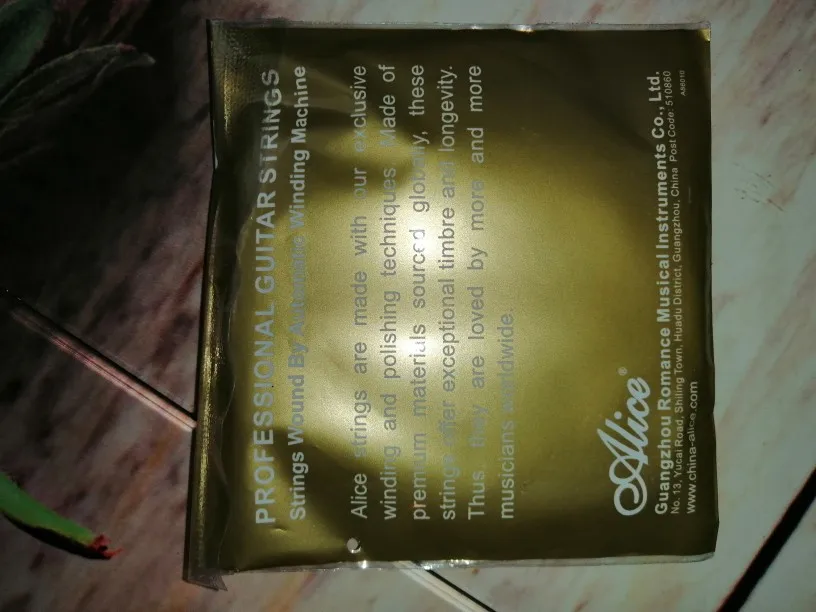 PROFESSIONAL GUITAR STRINGS
Strings Wound By Automatic Winding Machine
Alice strings are made with our exclusive
winding and polishing techniques. Made of
premium materials sourced globally, these
strings offer exceptional timbre and longevity.
Thus they are loved by more and more
musicians worldwide.
Alice®
Guangzhou Romance Musical Instruments Co., Ltd.
No. 13, Yucai Road, Shiling Town, Huadu District, Guangzhou, China Post Code: 510860
www.china-alice.com